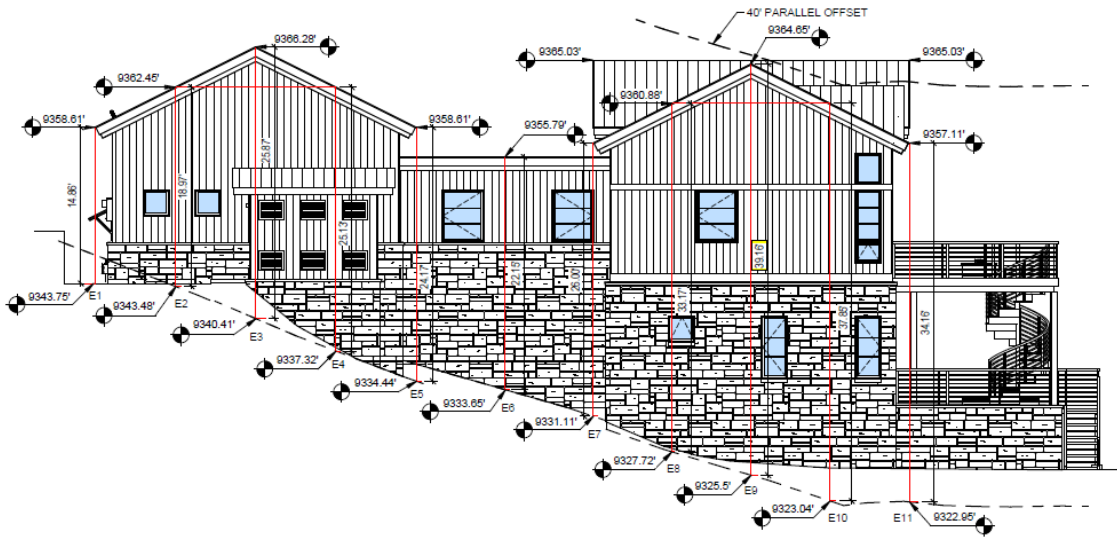 40' PARALLEL OFFSET
9366.28'
9364.65'
9365.03'
9365.03'
9362.45'
9360.88'
9358.61'
9358.61'
9355.79'
9357.11'
14.86'
18.97'
25.87'
25.13'
24.17'
22.15'
26.00'
33.17'
39.16'
37.85'
34.16'
9343.75'
E1
9343.48'
E2
9340.41'
E3
9337.32'
E4
9334.44'
E5
9333.65'
E6
9331.11'
E7
9327.72'
E8
9325.5'
E9
9323.04'
E10
E11
9322.95'